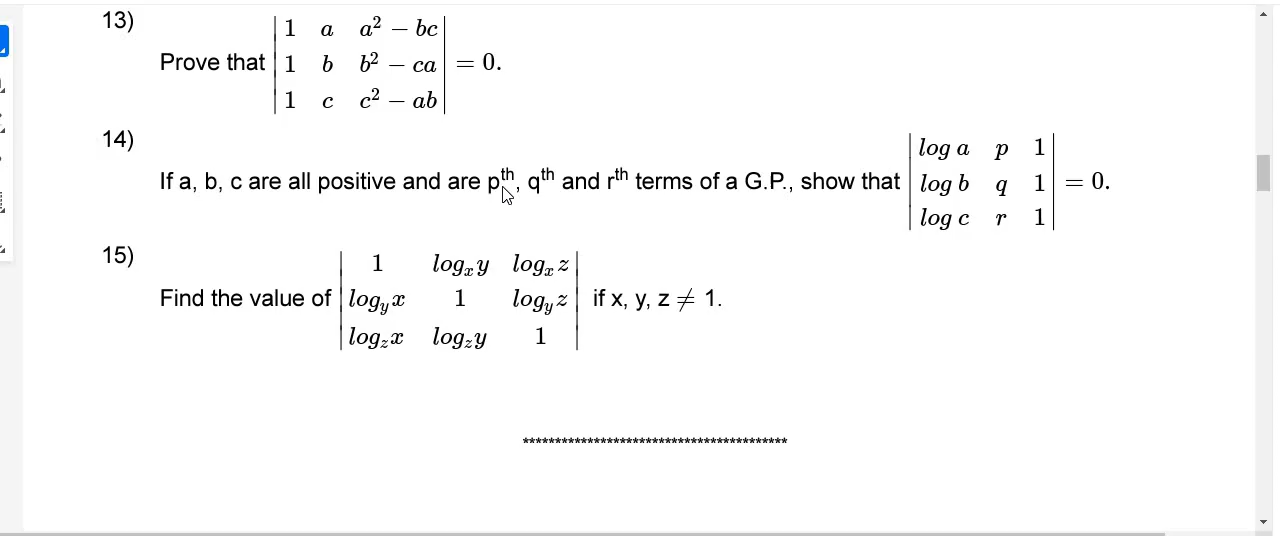 13)
Prove that | 1 a a² − bc |
| 1 b b² − ca | = 0.
| 1 c c² − ab |
14)
If a, b, c are all positive and are pᵗʰ, qᵗʰ and rᵗʰ terms of a G.P., show that | log a p 1 |
| log b q 1 | = 0.
| log c r 1 |
15)
Find the value of | 1 logₓy logₓz |
| log_y x 1 log_y z | if x, y, z ≠ 1.
| log_z x log_z y 1 |
*****************************************